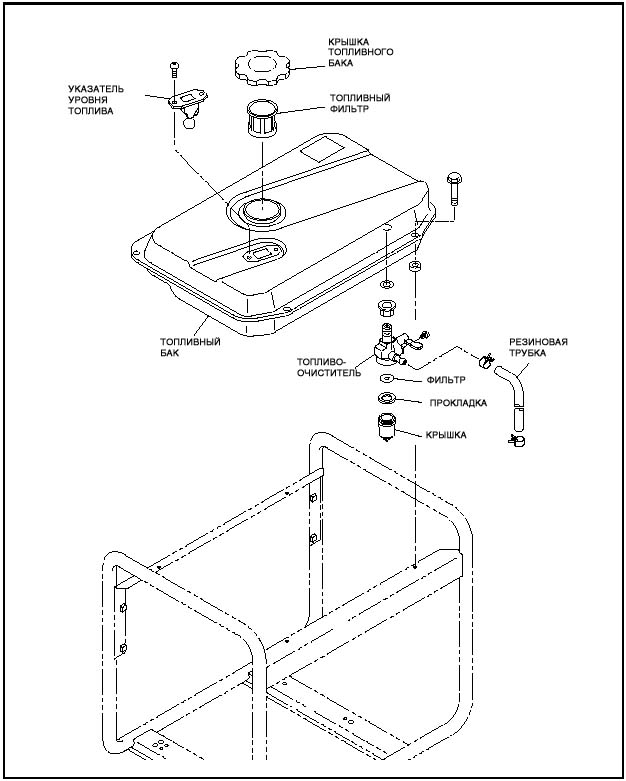 КРЫШКА
ТОПЛИВНОГО
БАКА
УКАЗАТЕЛЬ
УРОВНЯ
ТОПЛИВА
ТОПЛИВНЫЙ
ФИЛЬТР
ТОПЛИВНЫЙ
БАК
ТОПЛИВО-
ОЧИСТИТЕЛЬ
РЕЗИНОВАЯ
ТРУБКА
ФИЛЬТР
ПРОКЛАДКА
КРЫШКА